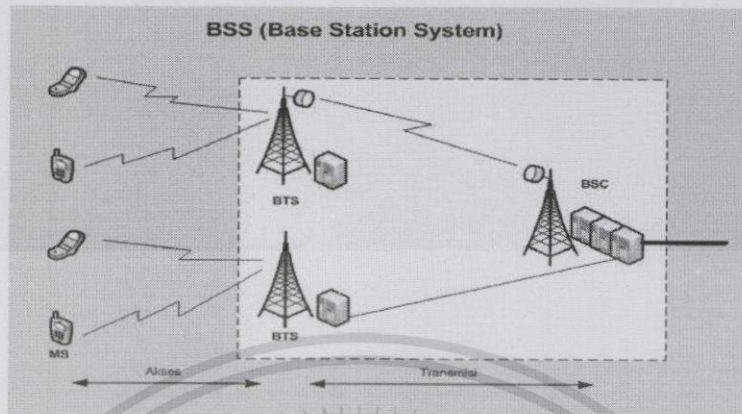 BSS (Base Station System)
BTS
BSC
BTS
MS
Akses
Transmisi